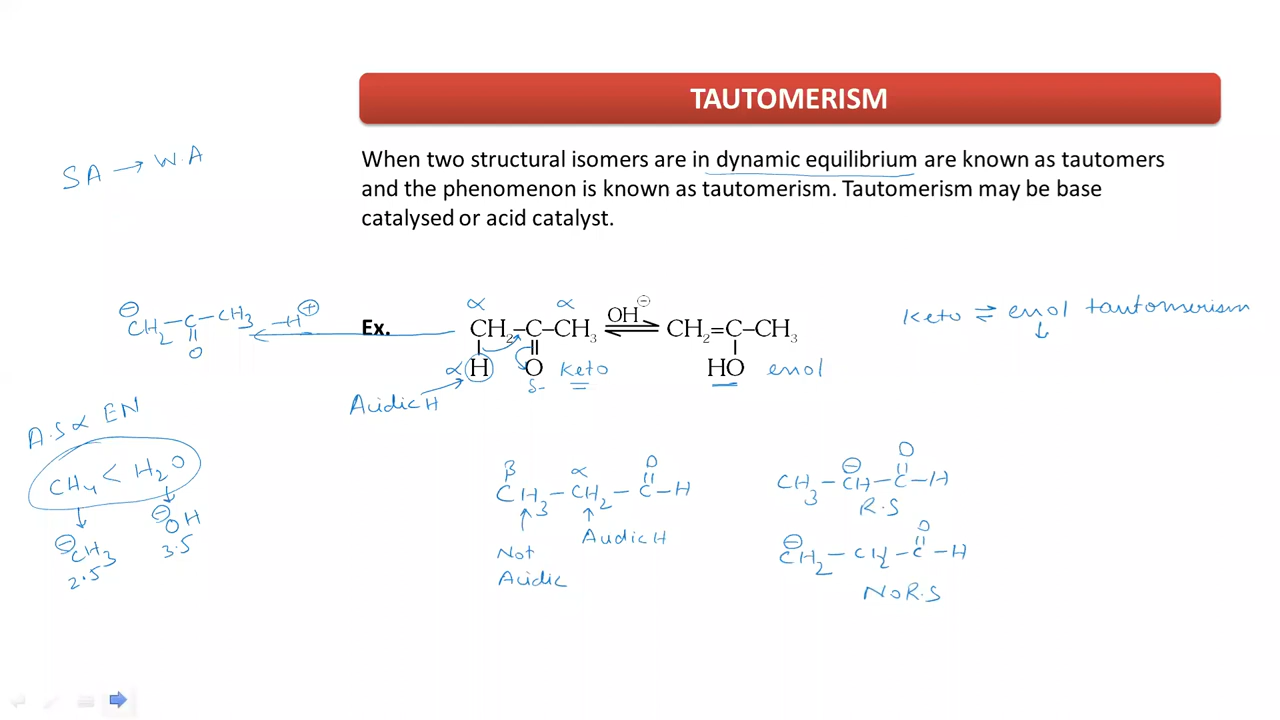 TAUTOMERISM
SA → W.A
When two structural isomers are in dynamic equilibrium are known as tautomers
and the phenomenon is known as tautomerism. Tautomerism may be base
catalysed or acid catalyst.
⊖
CH₂–C–CH₃
O
–H⊕
Ex.
α α
CH₂–C–CH₃
α H O keto
δ-
Acidic H
OH⊖
⇌
CH₂=C–CH₃
HO enol
keto ⇌ enol tautomerism
↓
A.S ∝ EN
CH₄ < H₂O
⊖CH₃
2.5
⊖OH
3.5
β α O
CH₃–CH₂–C–H
Not
Acidic
Acidic H
⊖ O
CH₃–CH–C–H
R.S
⊖ O
CH₂–CH₂–C–H
No R.S